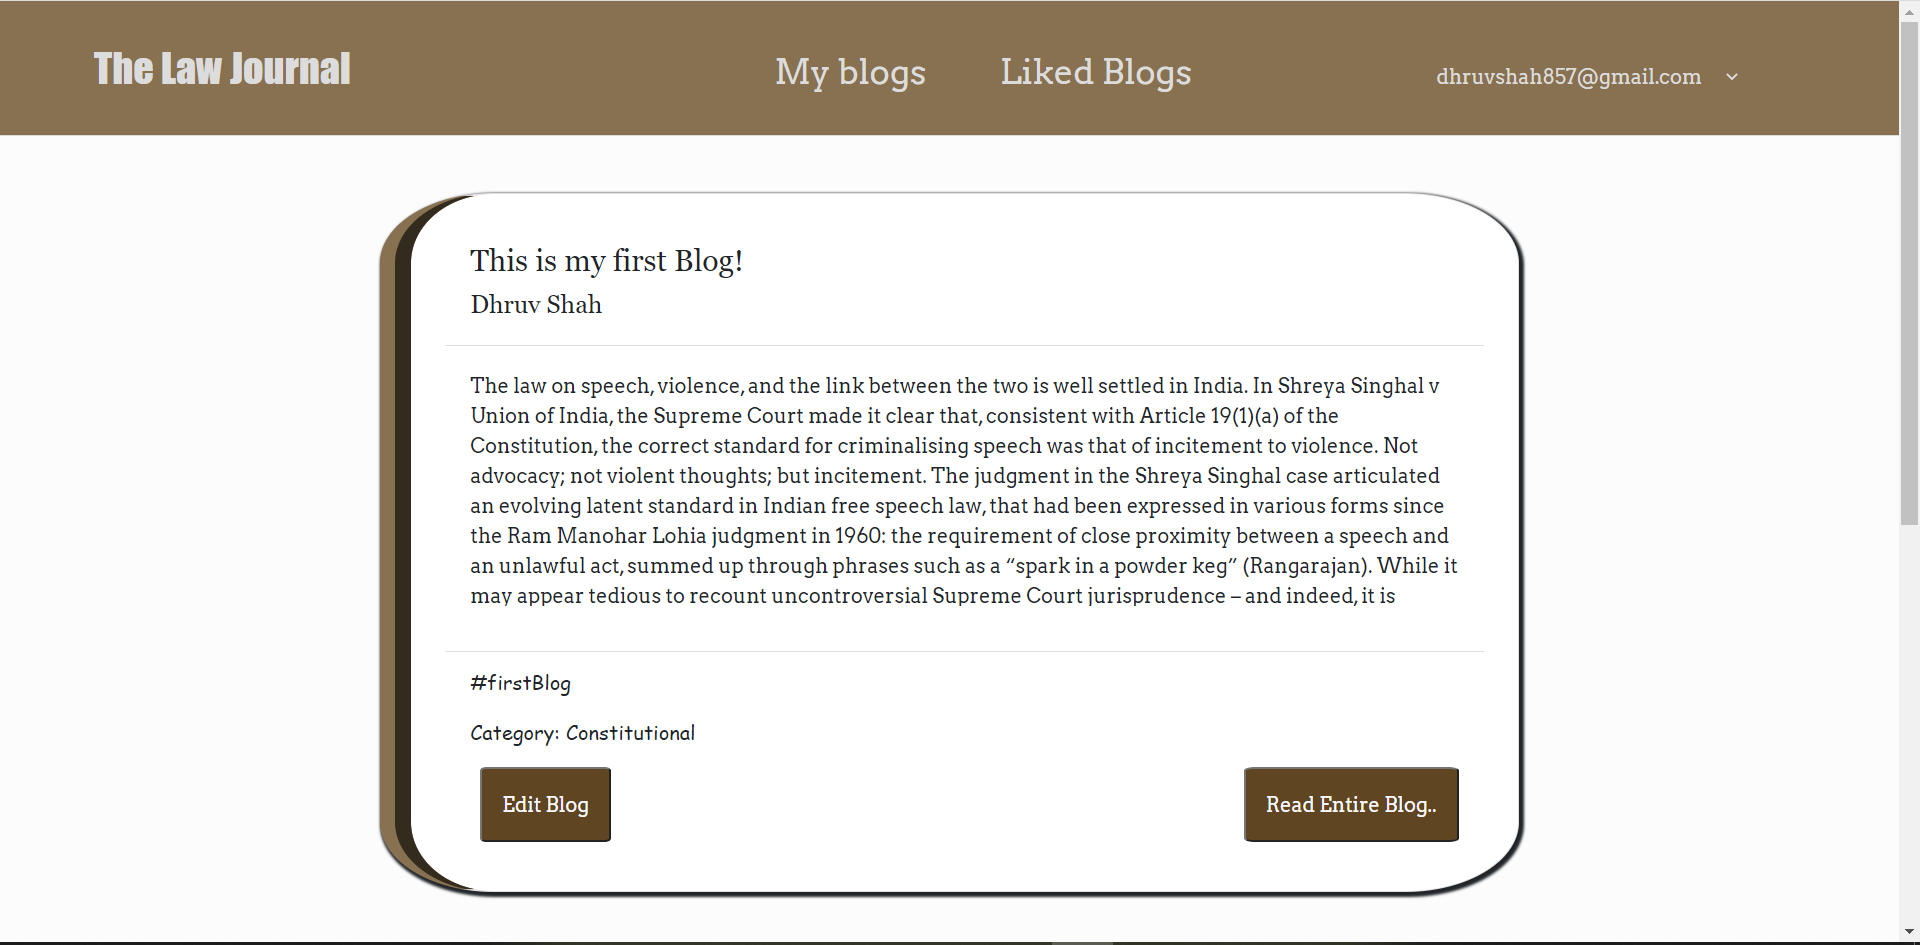 The Law Journal
My blogs
Liked Blogs
dhruvshah857@gmail.com
This is my first Blog!
Dhruv Shah
The law on speech, violence, and the link between the two is well settled in India. In Shreya Singhal v
Union of India, the Supreme Court made it clear that, consistent with Article 19(1)(a) of the
Constitution, the correct standard for criminalising speech was that of incitement to violence. Not
advocacy; not violent thoughts; but incitement. The judgment in the Shreya Singhal case articulated
an evolving latent standard in Indian free speech law, that had been expressed in various forms since
the Ram Manohar Lohia judgment in 1960: the requirement of close proximity between a speech and
an unlawful act, summed up through phrases such as a “spark in a powder keg” (Rangarajan). While it
may appear tedious to recount uncontroversial Supreme Court jurisprudence – and indeed, it is
#firstBlog
Category: Constitutional
Edit Blog
Read Entire Blog..